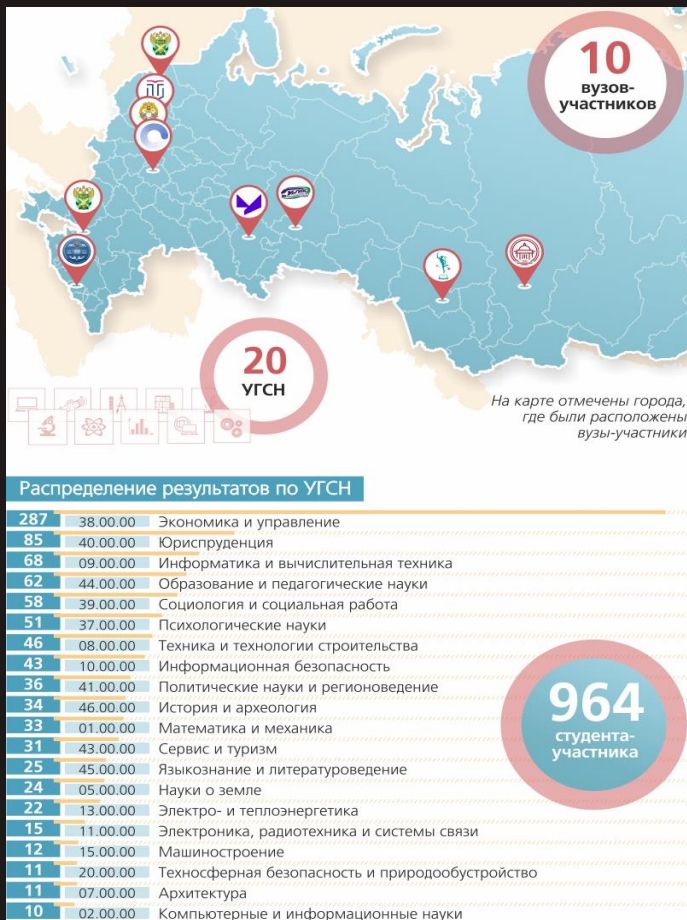 10
вузов-
участников
20
УГСН
На карте отмечены города,
где были расположены
вузы-участники
Распределение результатов по УГСН
287 38.00.00 Экономика и управление
85 40.00.00 Юриспруденция
68 09.00.00 Информатика и вычислительная техника
62 44.00.00 Образование и педагогические науки
58 39.00.00 Социология и социальная работа
51 37.00.00 Психологические науки
46 08.00.00 Техника и технологии строительства
43 10.00.00 Информационная безопасность
36 41.00.00 Политические науки и регионоведение
34 46.00.00 История и археология
33 01.00.00 Математика и механика
31 43.00.00 Сервис и туризм
25 45.00.00 Языкознание и литературоведение
24 05.00.00 Науки о земле
22 13.00.00 Электро- и теплоэнергетика
15 11.00.00 Электроника, радиотехника и системы связи
12 15.00.00 Машиностроение
11 20.00.00 Техносферная безопасность и природообустройство
11 07.00.00 Архитектура
10 02.00.00 Компьютерные и информационные науки
964
студента-
участника